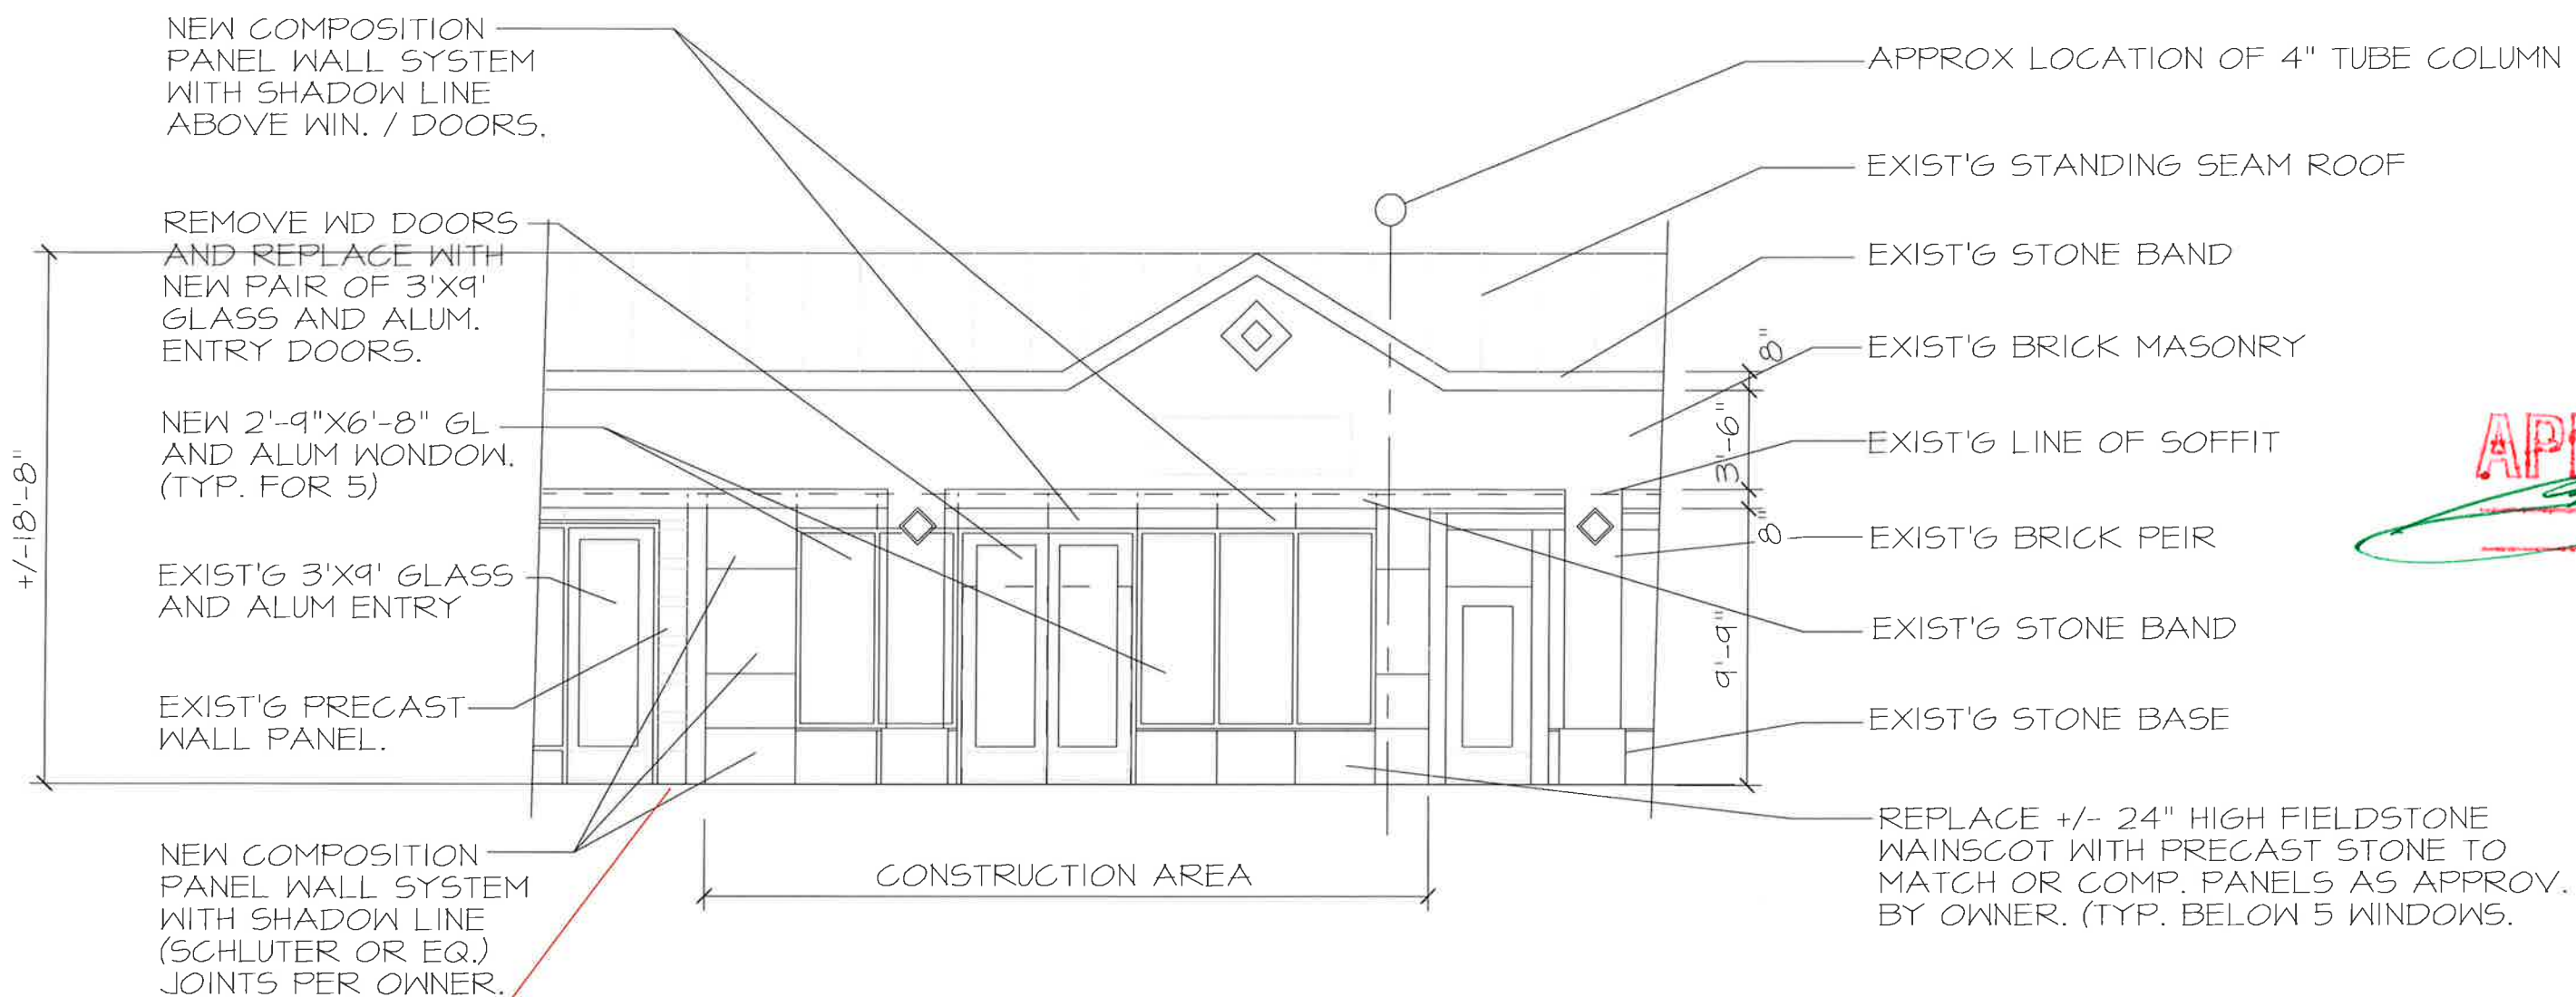 NEW COMPOSITION
PANEL WALL SYSTEM
WITH SHADOW LINE
ABOVE WIN. / DOORS.
REMOVE WD DOORS
AND REPLACE WITH
NEW PAIR OF 3'X9'
GLASS AND ALUM.
ENTRY DOORS.
NEW 2'-9"X6'-8" GL
AND ALUM WONDOW.
(TYP. FOR 5)
EXIST'G 3'X9' GLASS
AND ALUM ENTRY
EXIST'G PRECAST
WALL PANEL.
NEW COMPOSITION
PANEL WALL SYSTEM
WITH SHADOW LINE
(SCHLUTER OR EQ.)
JOINTS PER OWNER.
+/-18'-8"
CONSTRUCTION AREA
8"
3'-6"
8"
9'-9"
APPROX LOCATION OF 4" TUBE COLUMN
EXIST'G STANDING SEAM ROOF
EXIST'G STONE BAND
EXIST'G BRICK MASONRY
EXIST'G LINE OF SOFFIT
EXIST'G BRICK PEIR
EXIST'G STONE BAND
EXIST'G STONE BASE
REPLACE +/- 24" HIGH FIELDSTONE
WAINSCOT WITH PRECAST STONE TO
MATCH OR COMP. PANELS AS APPROV.
BY OWNER. (TYP. BELOW 5 WINDOWS.